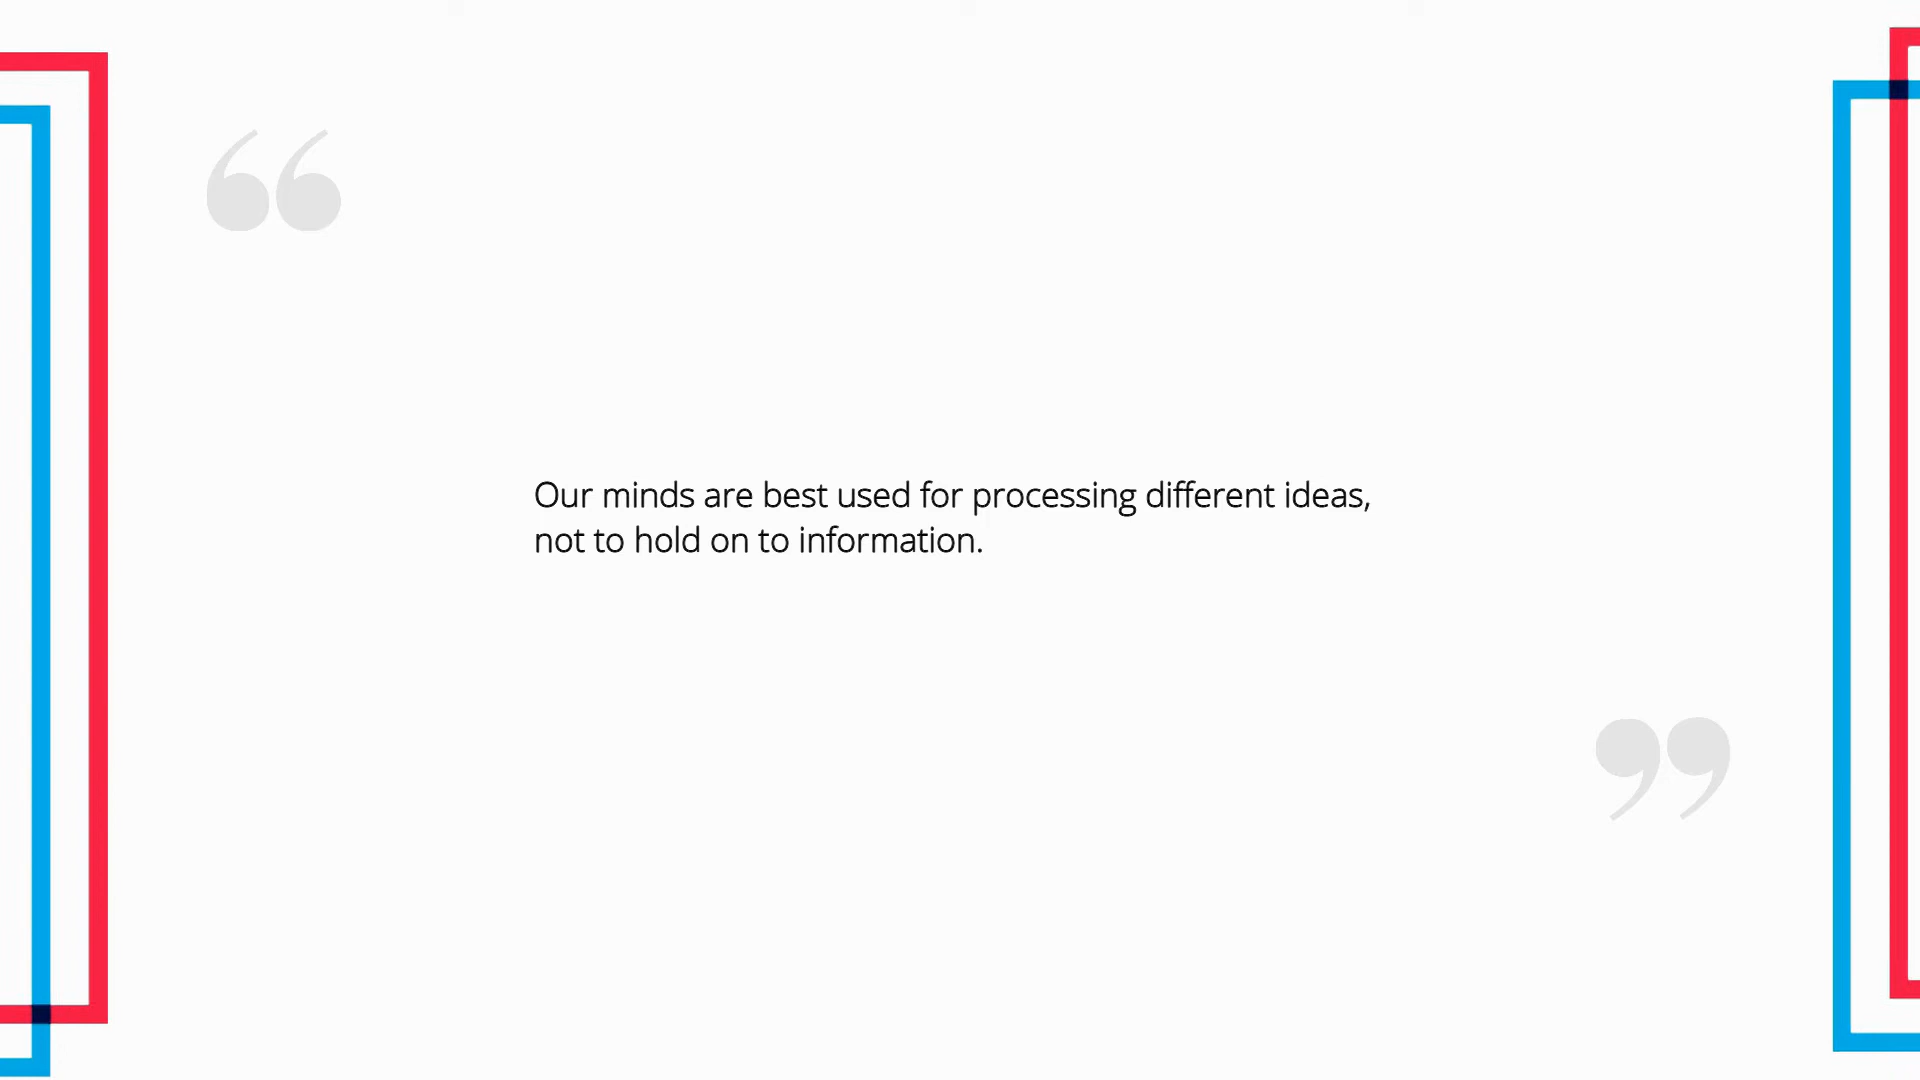 Our minds are best used for processing different ideas,
not to hold on to information.